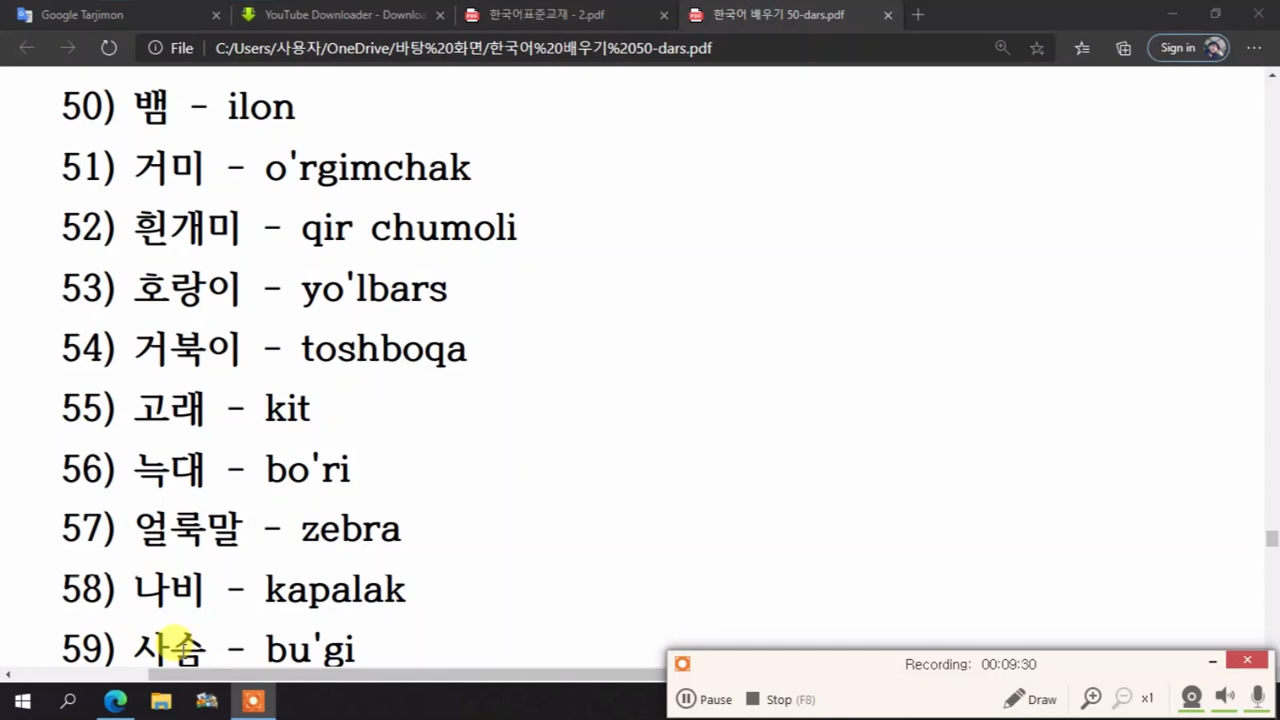 Google Tarjimon
YouTube Downloader - Downloa
한국어표준교재 - 2.pdf
한국어 배우기 50-dars.pdf
File
C:/Users/사용자/OneDrive/바탕%20화면/한국어%20배우기%2050-dars.pdf
Sign in
50) 뱀 - ilon
51) 거미 - o'rgimchak
52) 흰개미 - qir chumoli
53) 호랑이 - yo'lbars
54) 거북이 - toshboqa
55) 고래 - kit
56) 늑대 - bo'ri
57) 얼룩말 - zebra
58) 나비 - kapalak
59) 사슴 - bu'gi
Recording: 00:09:30
Pause
Stop (F8)
Draw
x1